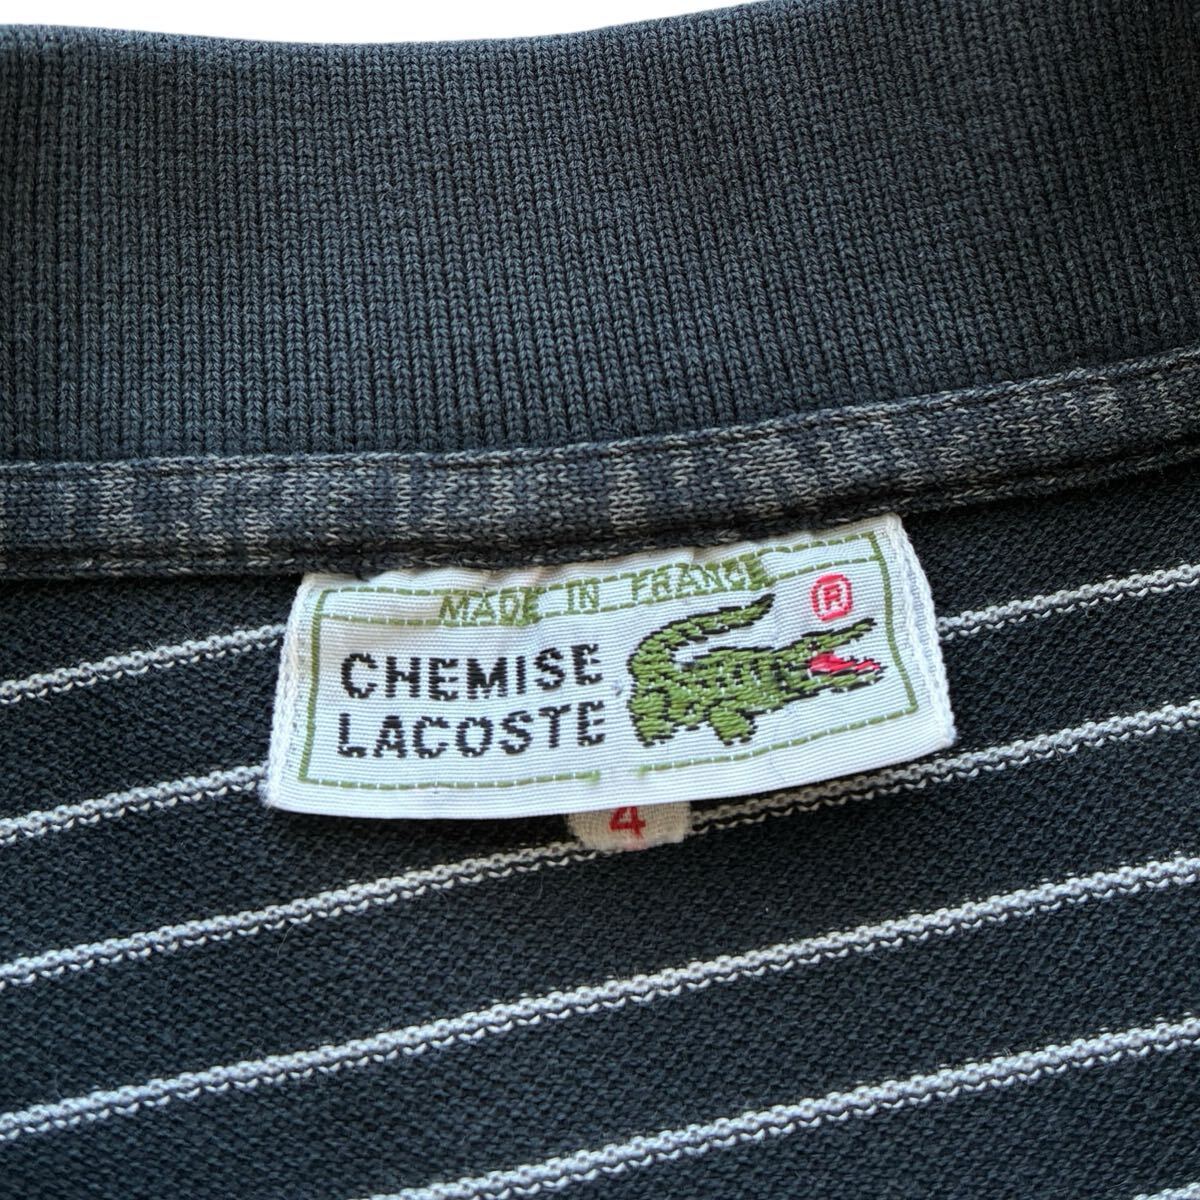 MADE IN FRANCE
®
CHEMISE
LACOSTE
4